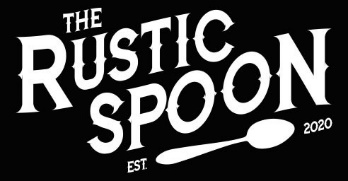 THE
RUSTIC
SPOON
EST. 2020